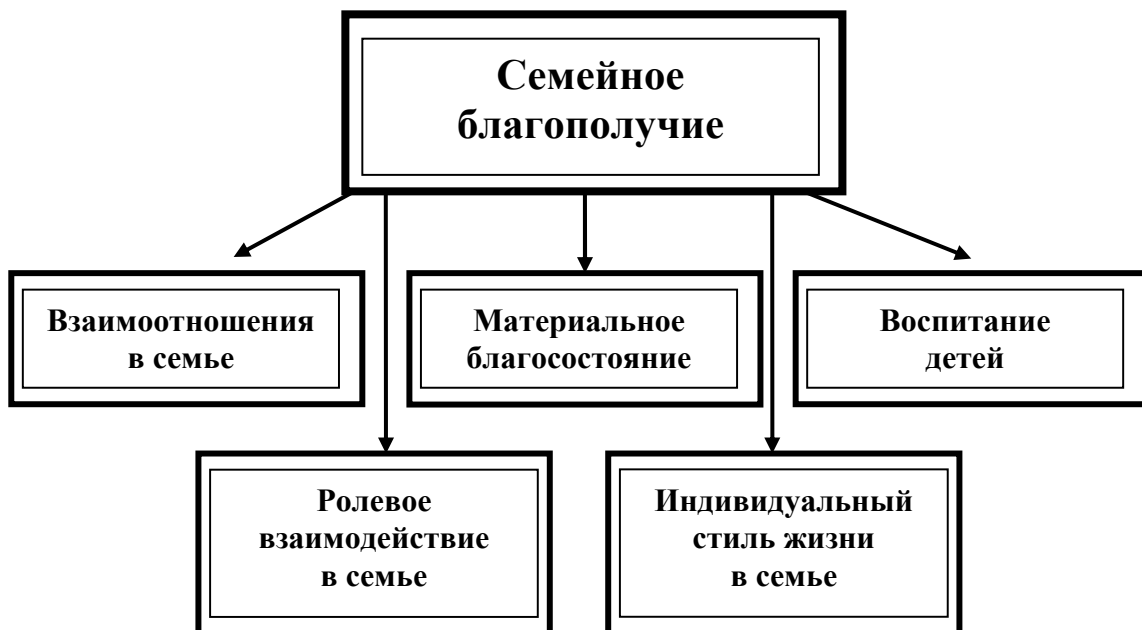 Семейное
благополучие
Взаимоотношения
в семье
Материальное
благосостояние
Воспитание
детей
Ролевое
взаимодействие
в семье
Индивидуальный
стиль жизни
в семье